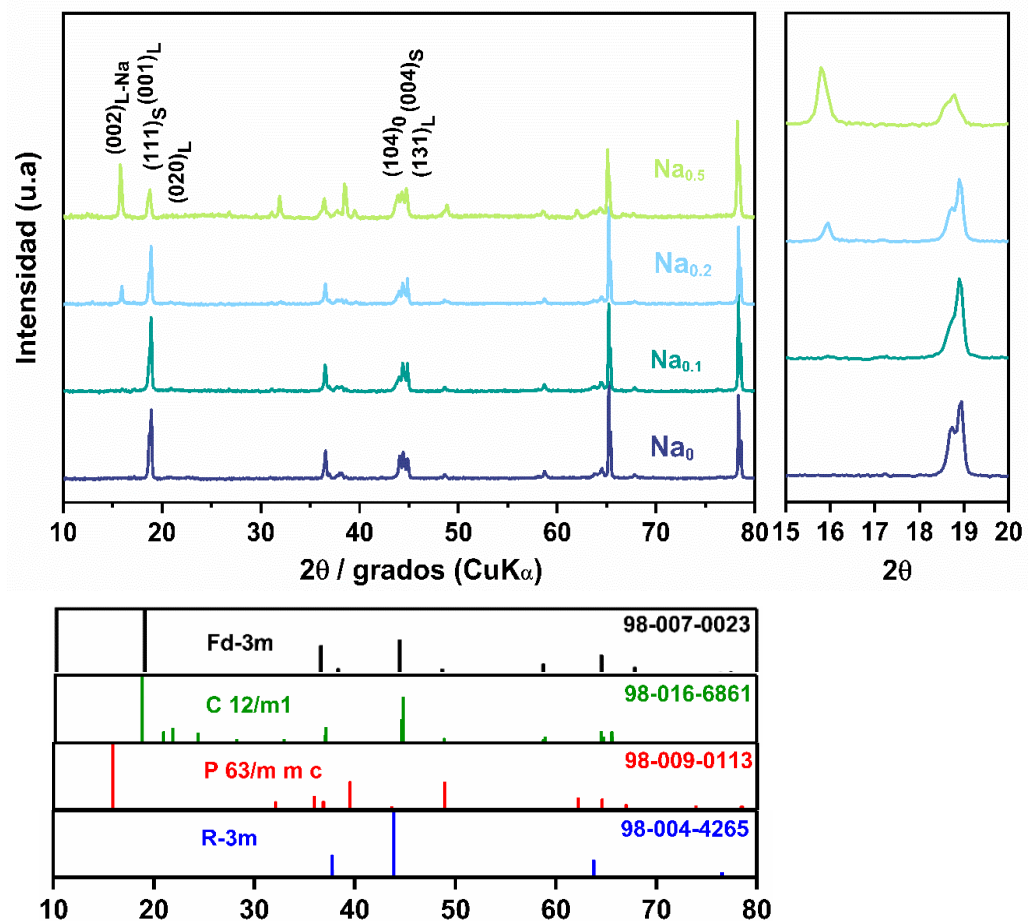 Intensidad (u.a)
(002)L-Na
(111)S (001)L
(020)L
(104)0 (004)S
(131)L
Na0.5
Na0.2
Na0.1
Na0
10 20 30 40 50 60 70 80
2θ / grados (CuKα)
15 16 17 18 19 20
2θ
Fd-3m 98-007-0023
C 12/m1 98-016-6861
P 63/m m c 98-009-0113
R-3m 98-004-4265
10 20 30 40 50 60 70 80